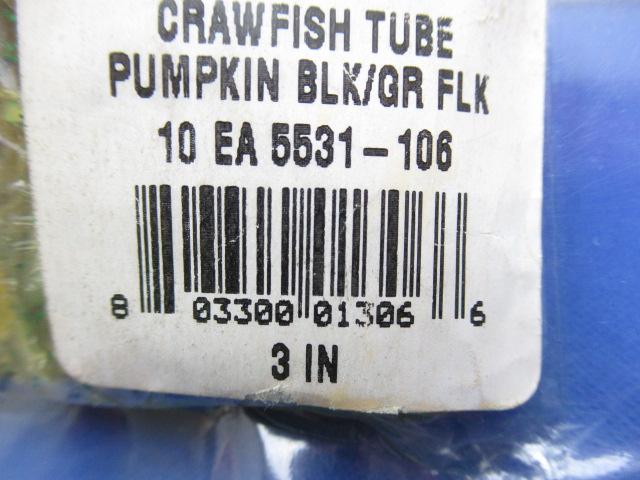 CRAWFISH TUBE
PUMPKIN BLK/GR FLK
10 EA 5531-106
8 03300 01306 6
3 IN